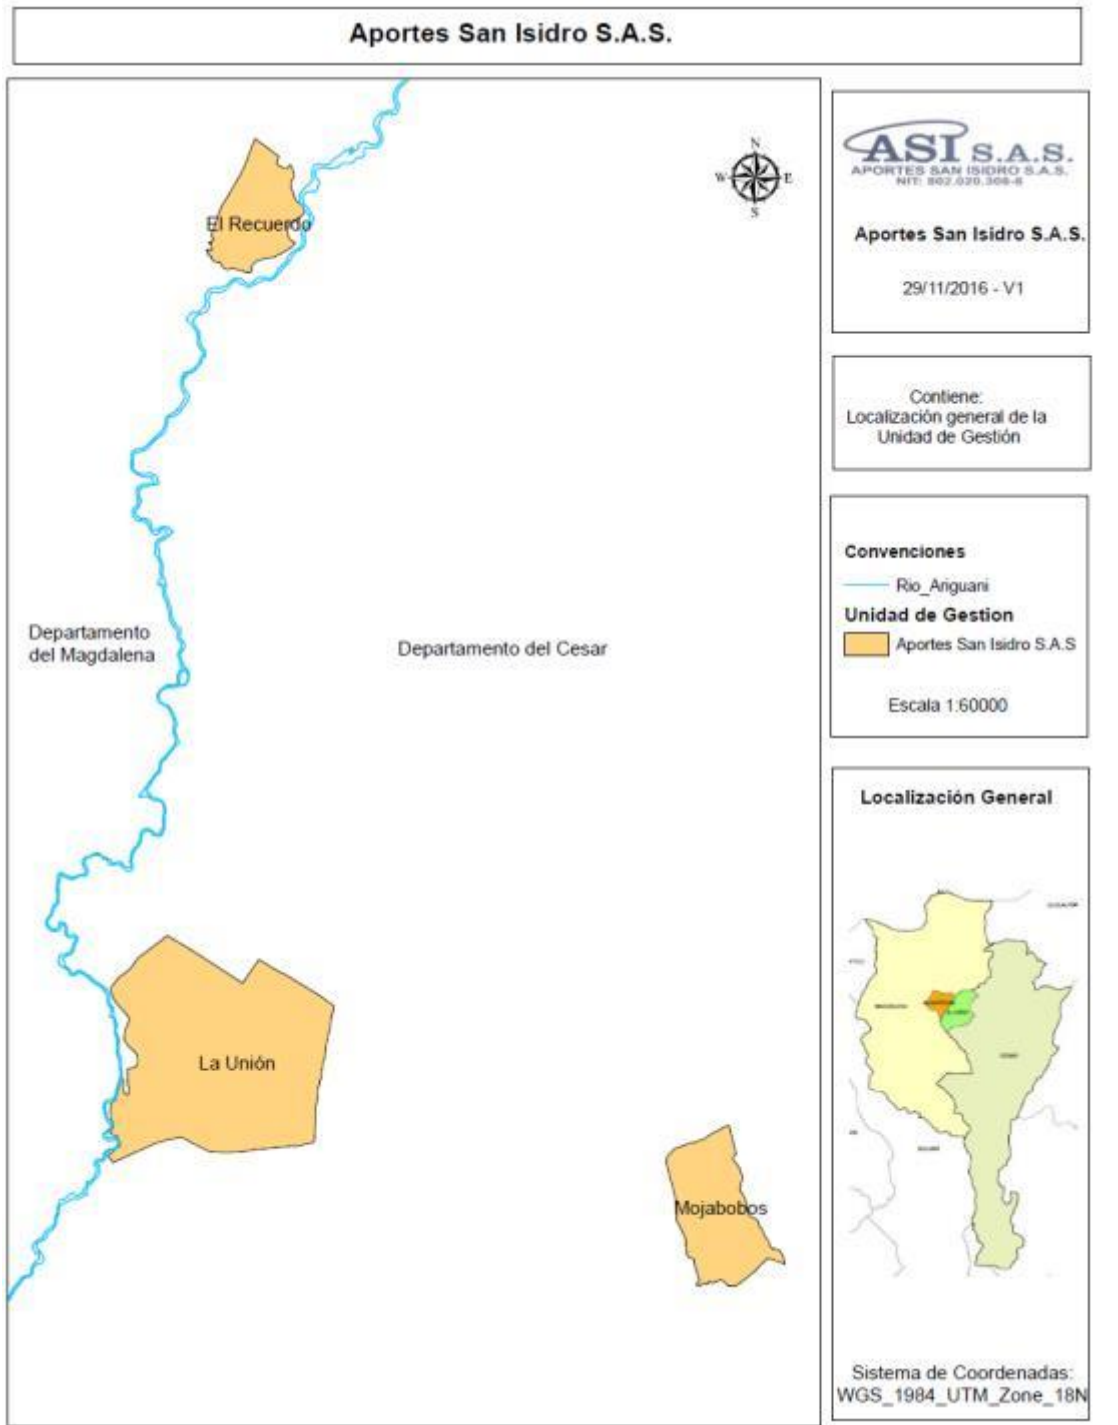 Aportes San Isidro S.A.S.
N
W
E
S
El Recuerdo
Departamento
del Magdalena
Departamento del Cesar
La Unión
Mojabobos
ASI S.A.S.
APORTES SAN ISIDRO S.A.S.
Aportes San Isidro S.A.S.
29/11/2016 - V1
Contiene:
Localización general de la
Unidad de Gestión
Convenciones
Rio_Ariguani
Unidad de Gestion
Aportes San Isidro S.A.S
Escala 1:60000
Localización General
Sistema de Coordenadas:
WGS_1984_UTM_Zone_18N